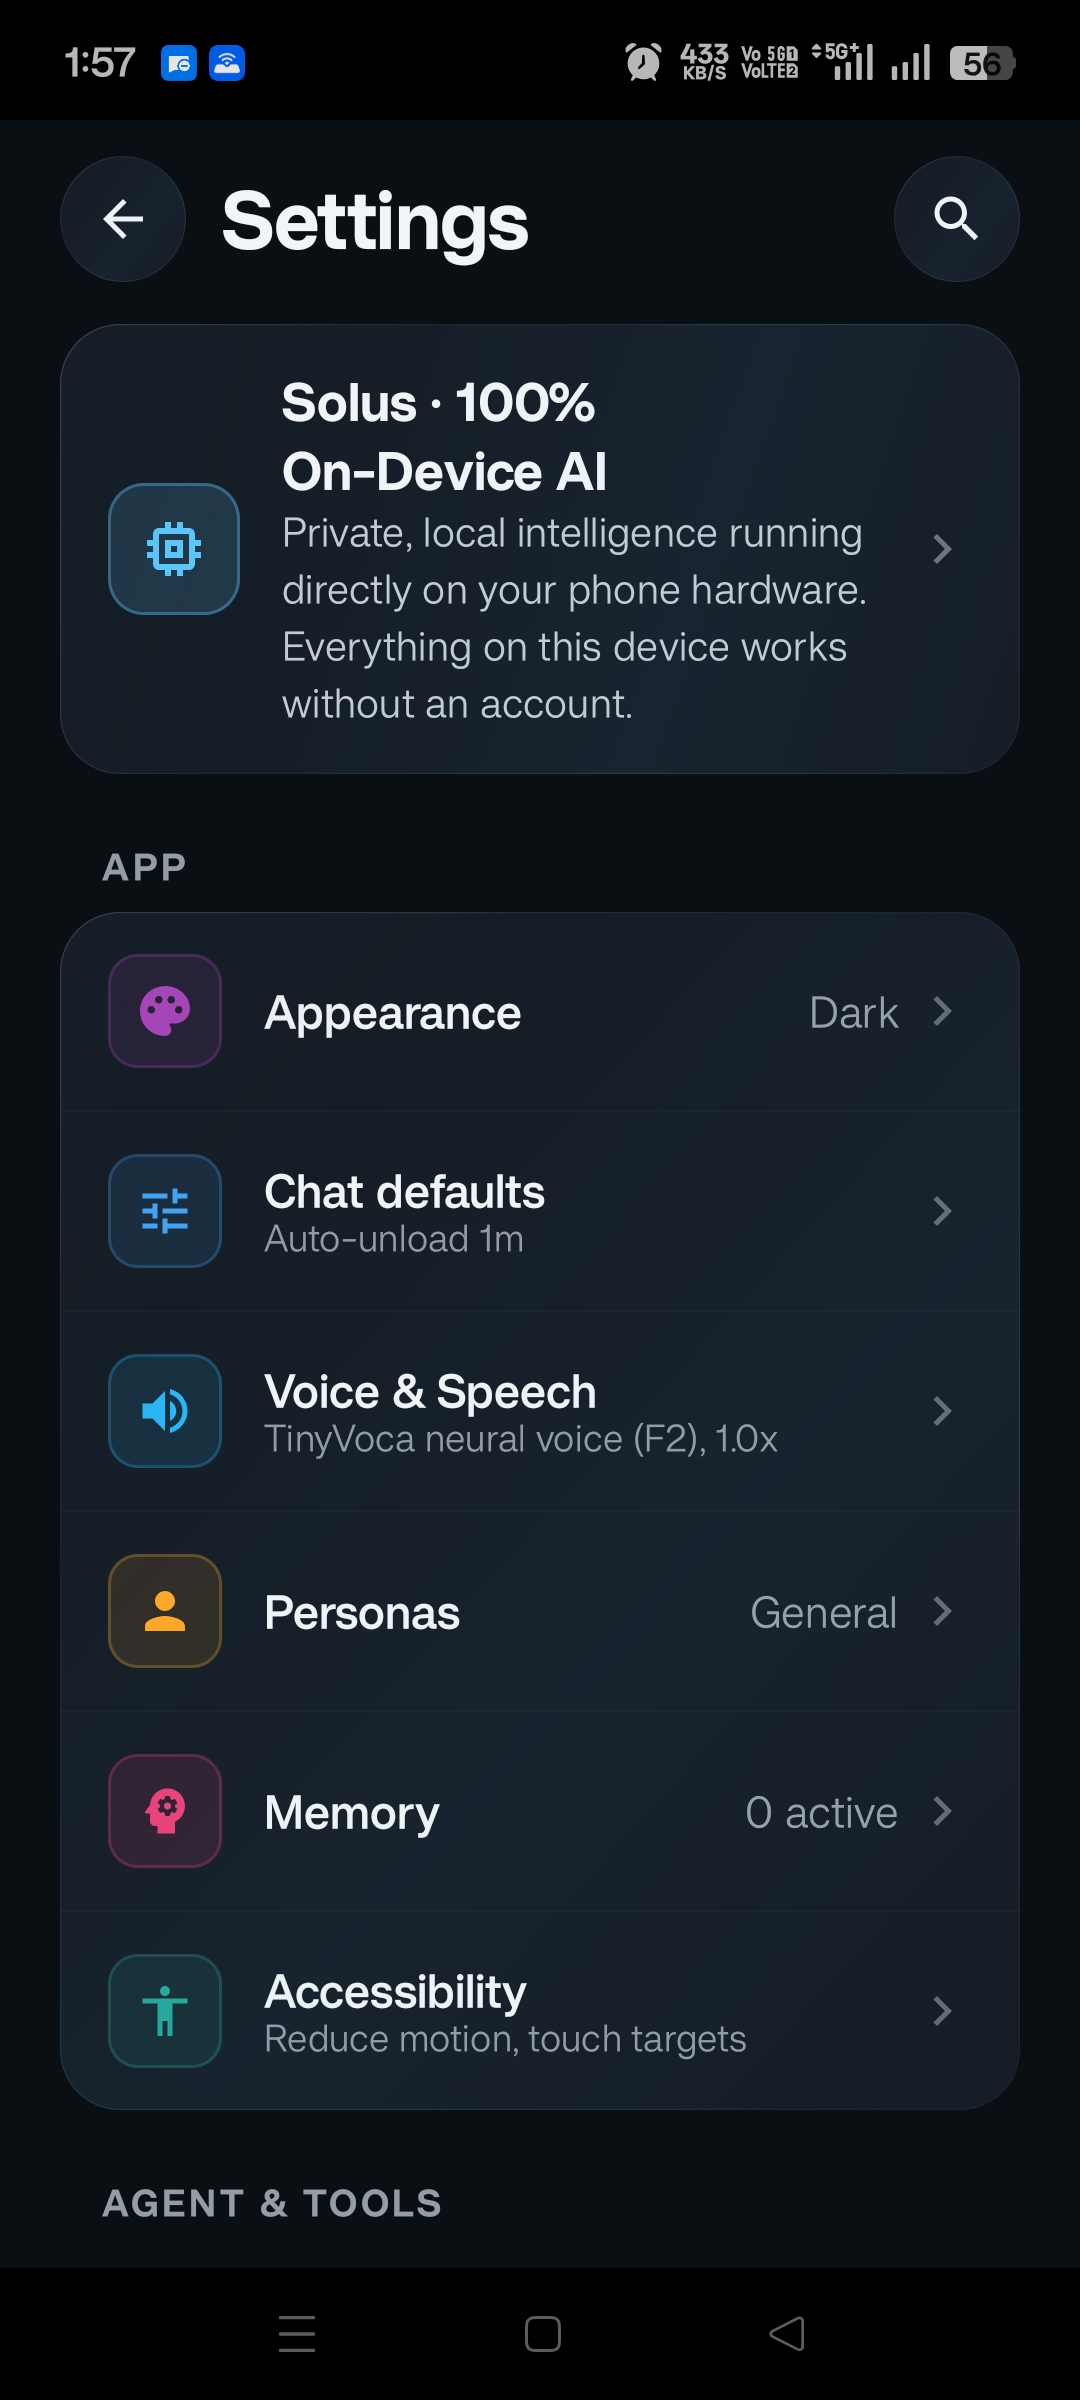 1:57
433
KB/S
Vo 5G 1
VoLTE 2
5G+
56
Settings
Solus · 100%
On-Device AI
Private, local intelligence running
directly on your phone hardware.
Everything on this device works
without an account.
APP
Appearance
Dark
Chat defaults
Auto-unload 1m
Voice & Speech
TinyVoca neural voice (F2), 1.0x
Personas
General
Memory
0 active
Accessibility
Reduce motion, touch targets
AGENT & TOOLS